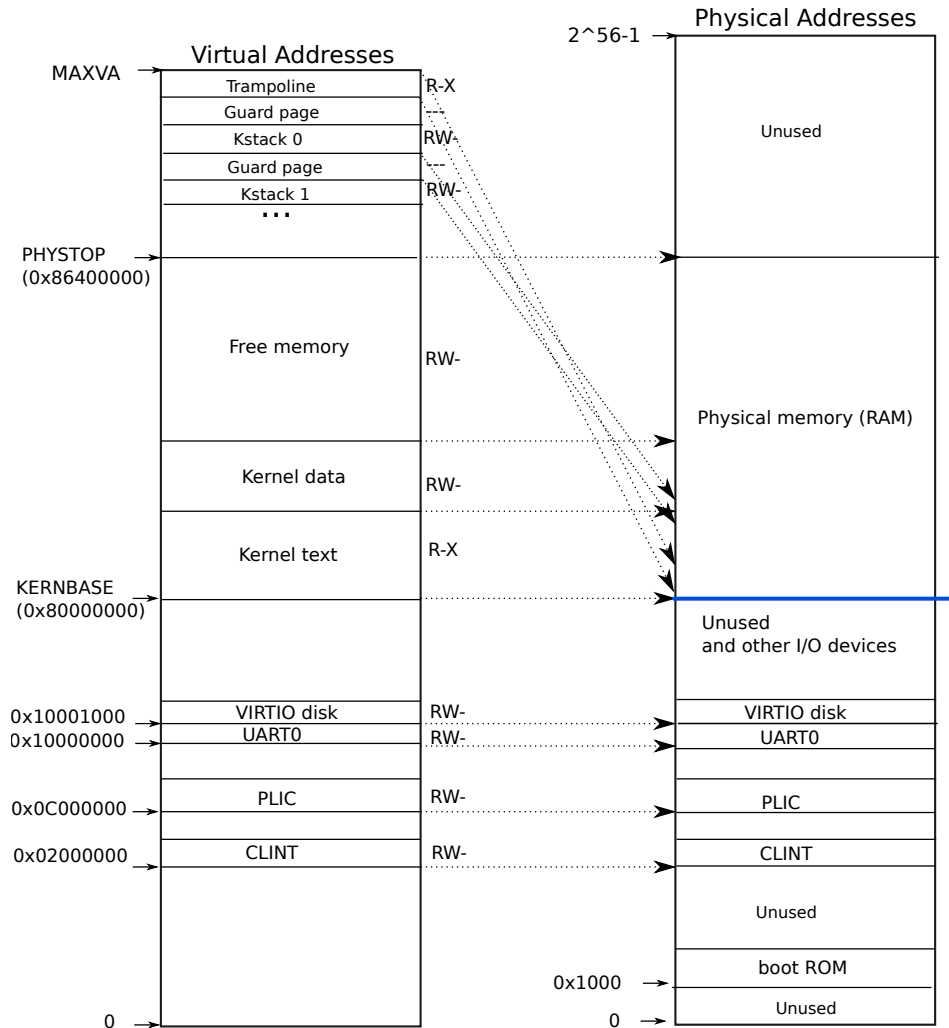 Physical Addresses
2^56-1
Virtual Addresses
MAXVA
Trampoline
R-X
Guard page
---
Unused
Kstack 0
RW-
Guard page
---
Kstack 1
RW-
...
PHYSTOP
(0x86400000)
Free memory
RW-
Physical memory (RAM)
Kernel data
RW-
Kernel text
R-X
KERNBASE
(0x80000000)
Unused
and other I/O devices
0x10001000
VIRTIO disk
RW-
VIRTIO disk
0x10000000
UART0
RW-
UART0
0x0C000000
PLIC
RW-
PLIC
0x02000000
CLINT
RW-
CLINT
Unused
boot ROM
0x1000
Unused
0
0